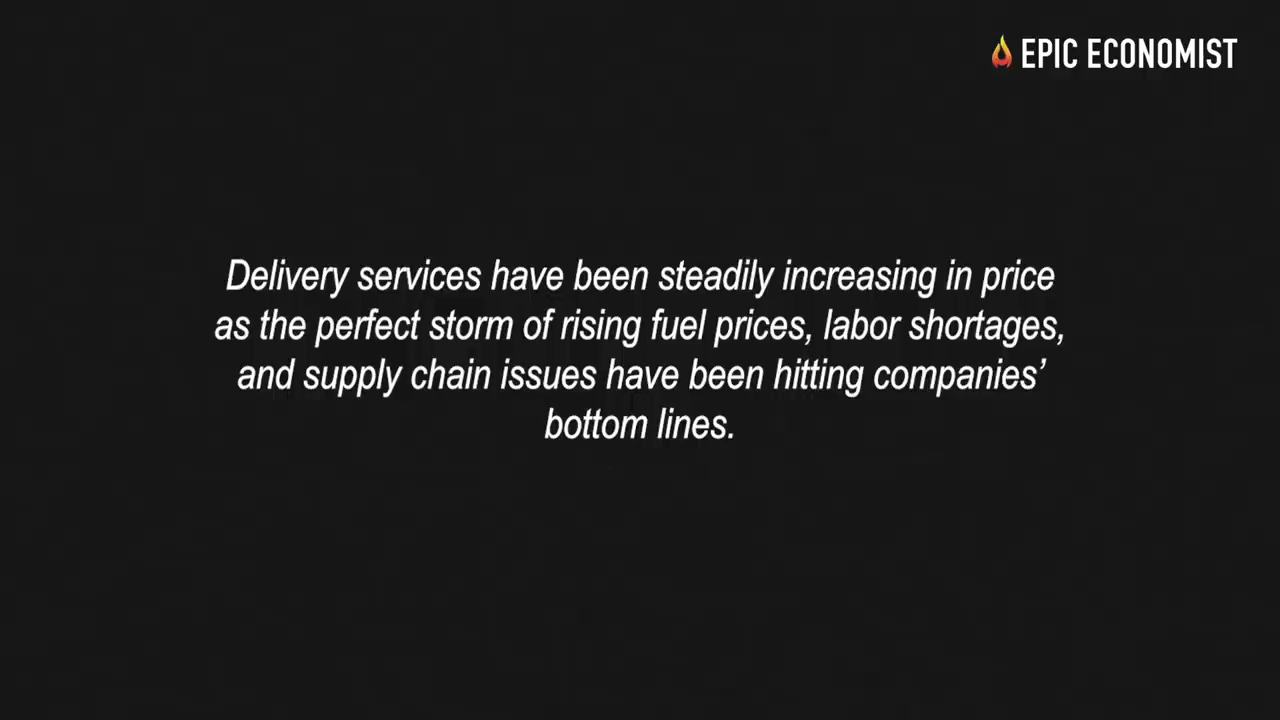 EPIC ECONOMIST
Delivery services have been steadily increasing in price
as the perfect storm of rising fuel prices, labor shortages,
and supply chain issues have been hitting companies’
bottom lines.